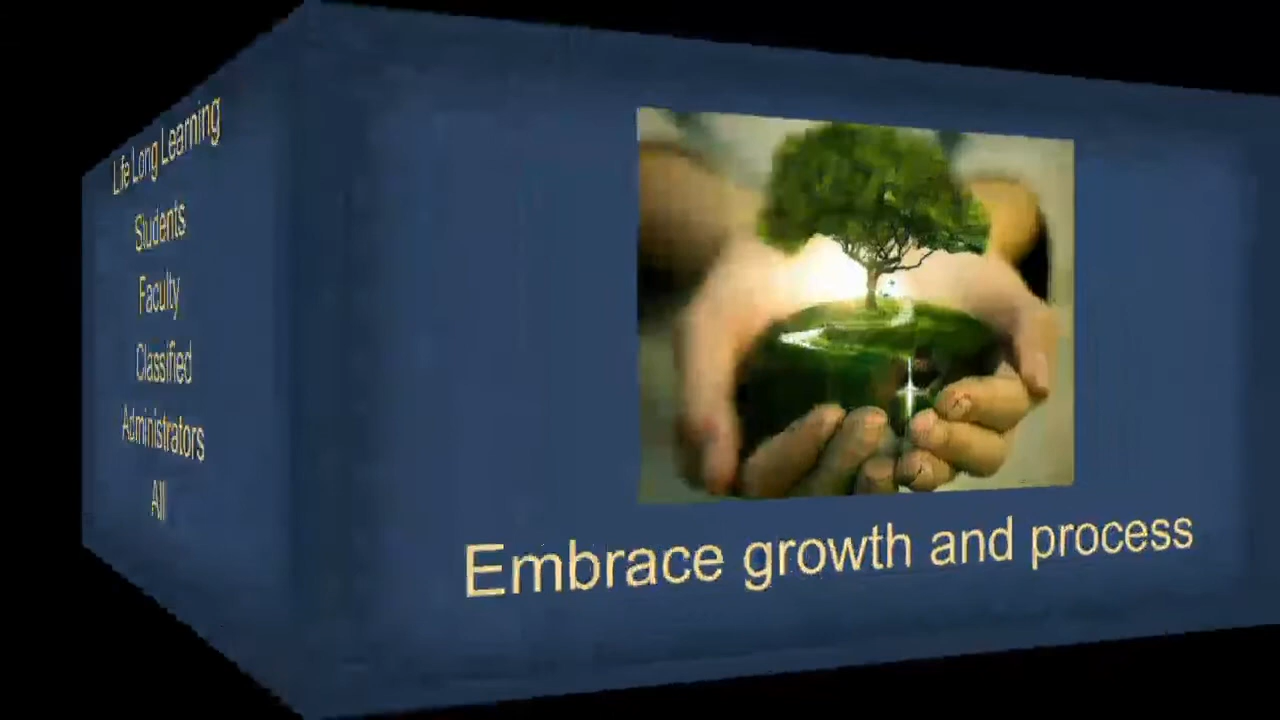 Life Long Learning
Students
Faculty
Classified
Administrators
All
Embrace growth and process